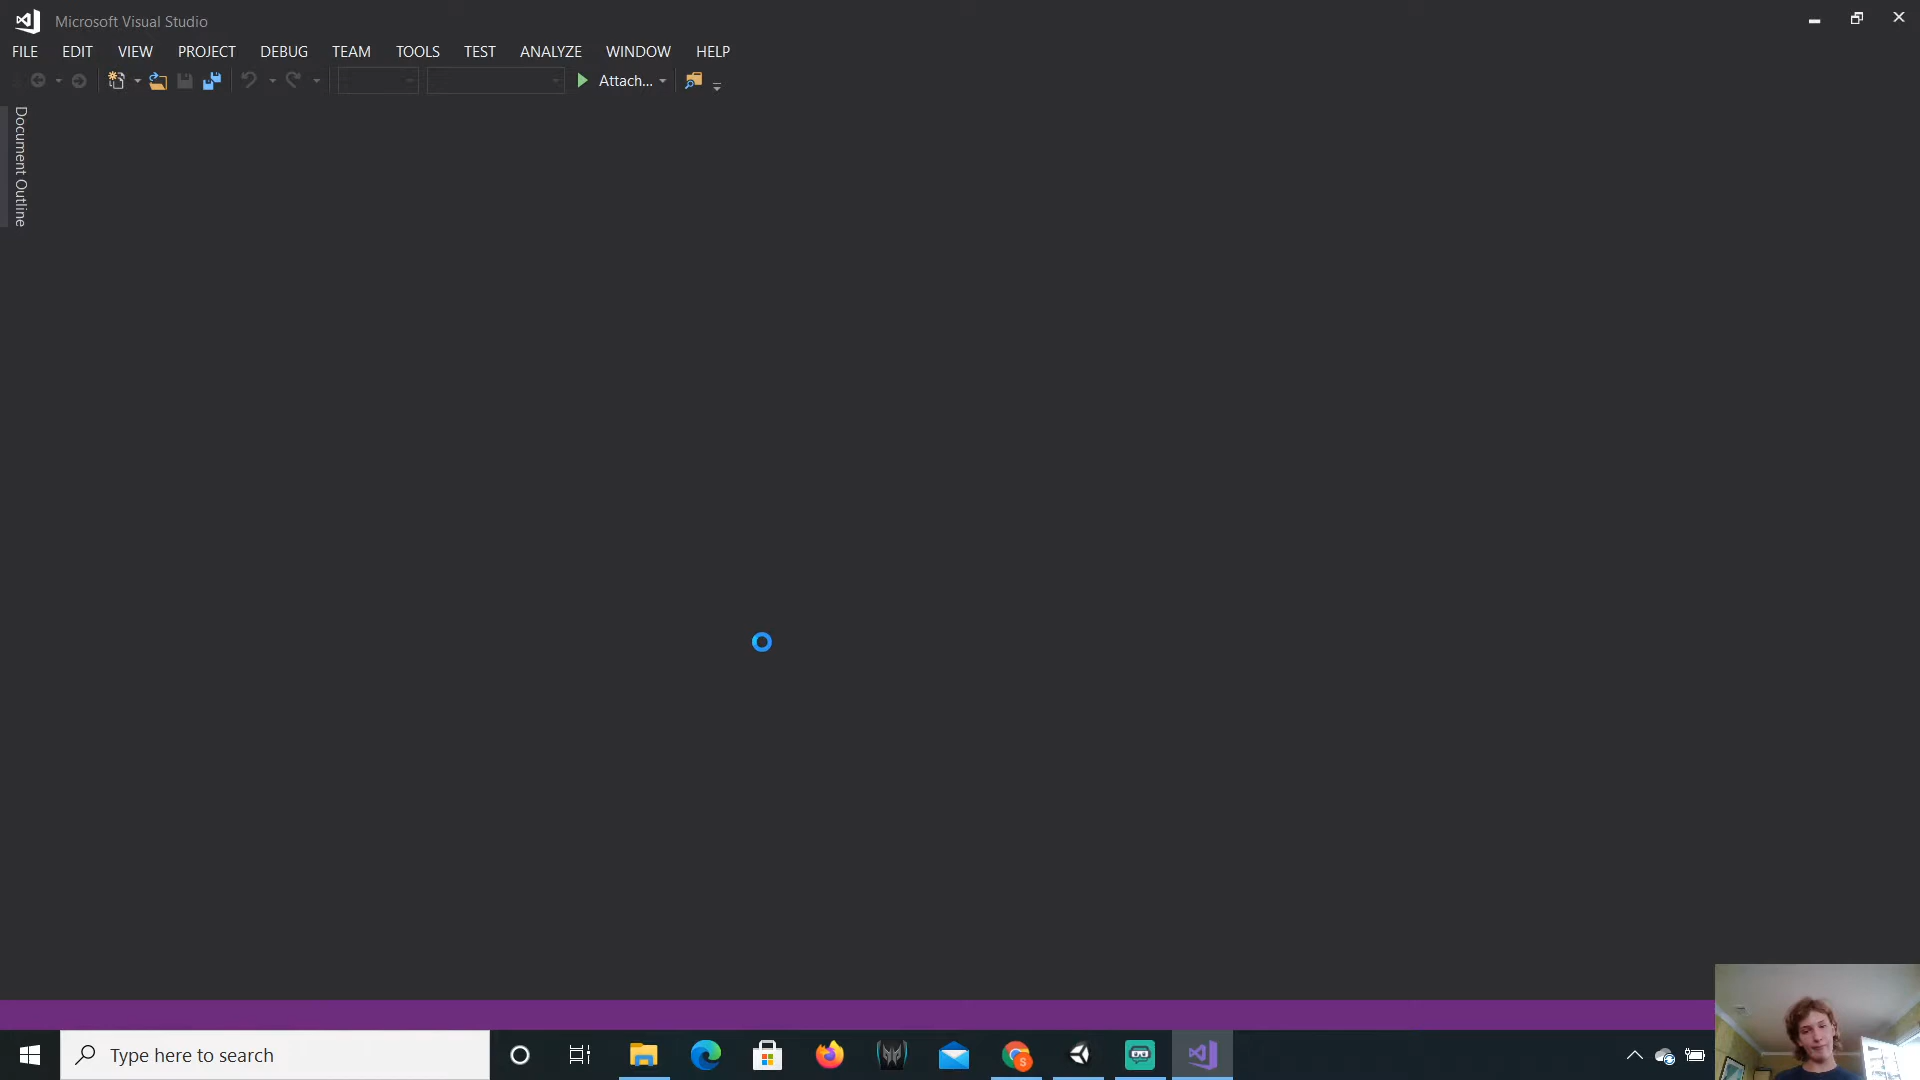 Microsoft Visual Studio
FILE EDIT VIEW PROJECT DEBUG TEAM TOOLS TEST ANALYZE WINDOW HELP
Attach...
Document Outline
S
Type here to search